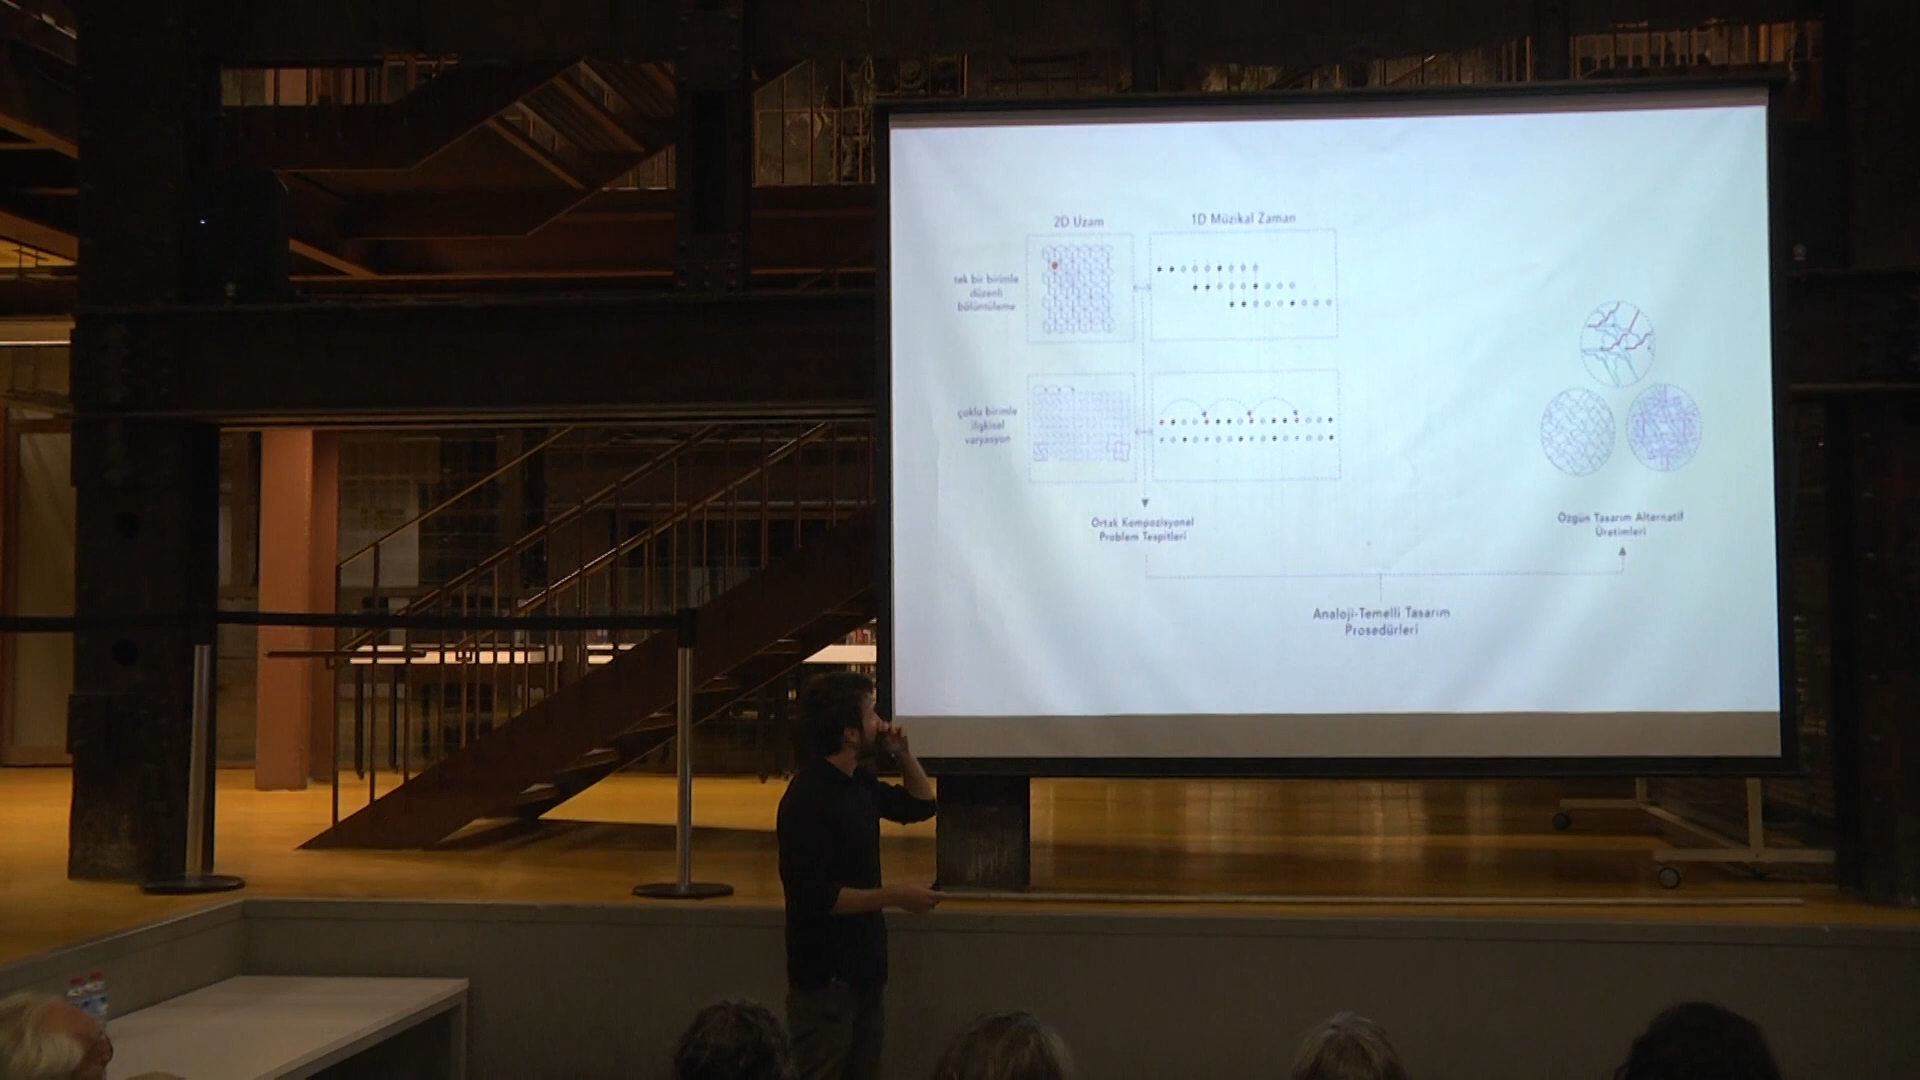 2D Uzam
1D Müzikal Zaman
tek bir birimle
düzenli
bölüntüleme
çoklu birimle
ilişkisel
varyasyon
Ortak Kompozisyonel
Problem Tespitleri
Özgün Tasarım Alternatif
Üretimleri
Analoji-Temelli Tasarım
Prosedürleri